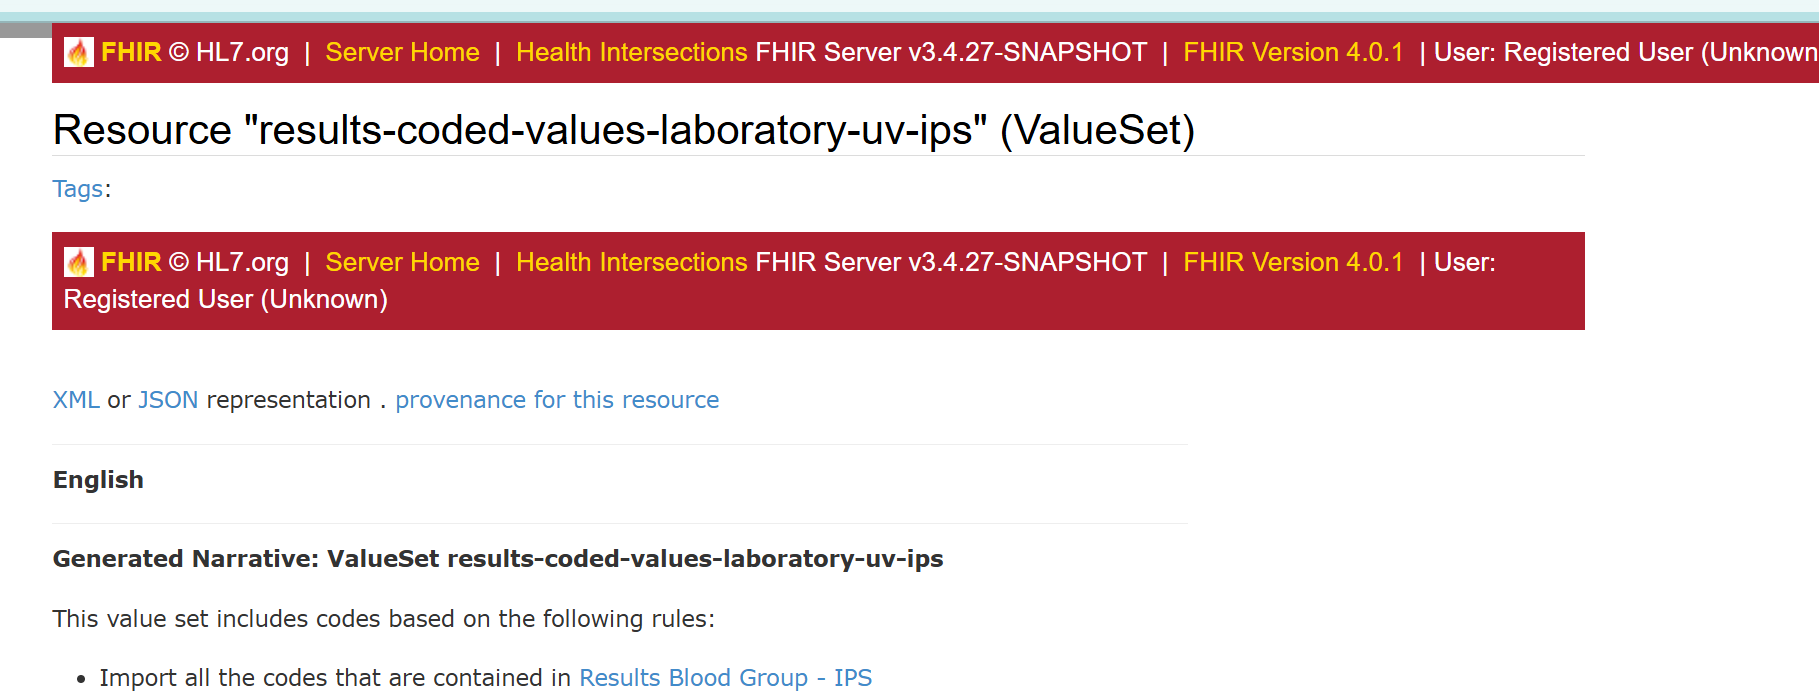 FHIR © HL7.org | Server Home | Health Intersections FHIR Server v3.4.27-SNAPSHOT | FHIR Version 4.0.1 | User: Registered User (Unknown
Resource "results-coded-values-laboratory-uv-ips" (ValueSet)
Tags:
FHIR © HL7.org | Server Home | Health Intersections FHIR Server v3.4.27-SNAPSHOT | FHIR Version 4.0.1 | User:
Registered User (Unknown)
XML or JSON representation . provenance for this resource
English
Generated Narrative: ValueSet results-coded-values-laboratory-uv-ips
This value set includes codes based on the following rules:
• Import all the codes that are contained in Results Blood Group - IPS